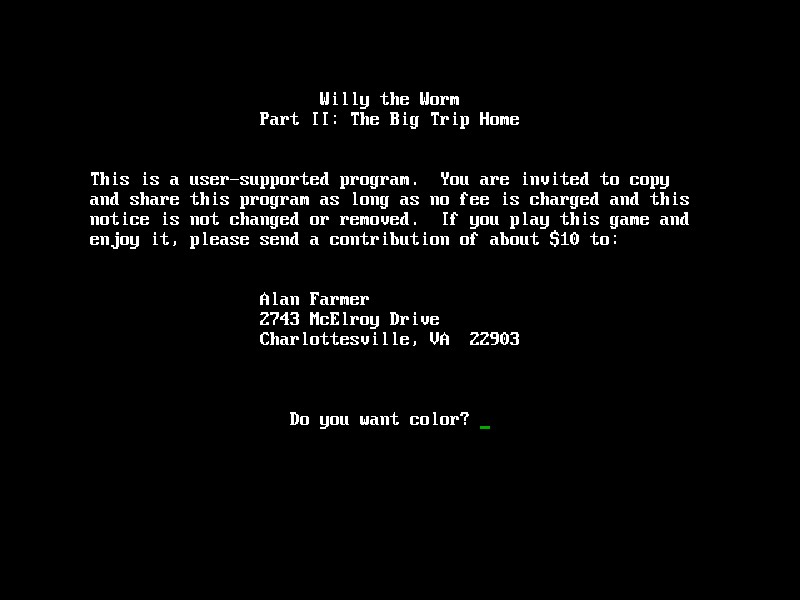 Willy the Worm
Part II: The Big Trip Home
This is a user-supported program.  You are invited to copy
and share this program as long as no fee is charged and this
notice is not changed or removed.  If you play this game and
enjoy it, please send a contribution of about $10 to:
Alan Farmer
2743 McElroy Drive
Charlottesville, VA  22903
Do you want color? _